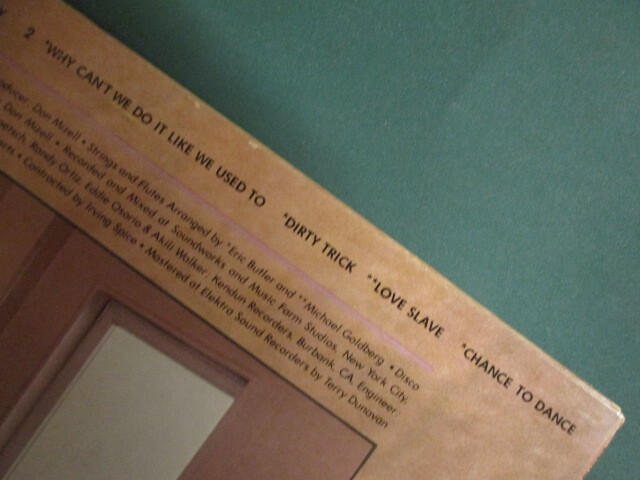 2 *WHY CAN'T WE DO IT LIKE WE USED TO *DIRTY TRICK **LOVE SLAVE *CHANCE TO DANCE
Don Mizell • Strings and Flutes Arranged by *Eric Butler and **Michael Goldberg • Disco
Don Mizell • Recorded and Mixed at Soundworks and Music Farm Studios, New York City,
Randy Ortiz, Eddie Osorio & Akili Walker; Kendun Recorders, Burbank, CA, Engineer:
• Contracted by Irving Spice • Mastered at Elektra Sound Recorders by Terry Dunavan